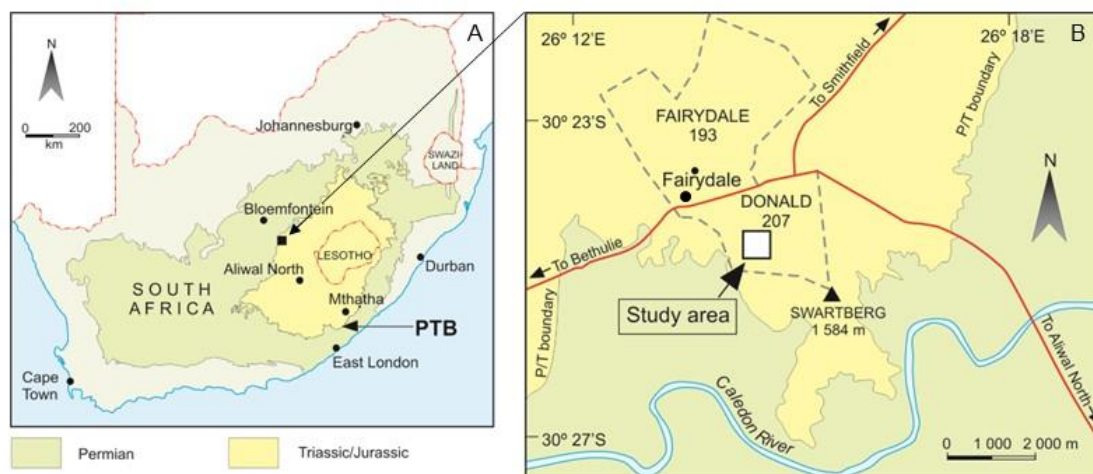 A
N
0 200
km
Johannesburg
SWAZI-
LAND
Bloemfontein
LESOTHO
Durban
Aliwal North
SOUTH
AFRICA
Mthatha
PTB
East London
Cape
Town
Permian
Triassic/Jurassic
26º 12'E
26º 18'E
B
To Smithfield
P/T boundary
FAIRYDALE
193
30º 23'S
N
Fairydale
DONALD
207
To Bethulie
Study area
SWARTBERG
1 584 m
P/T boundary
To Aliwal North
Caledon River
30º 27'S
0 1 000 2 000 m